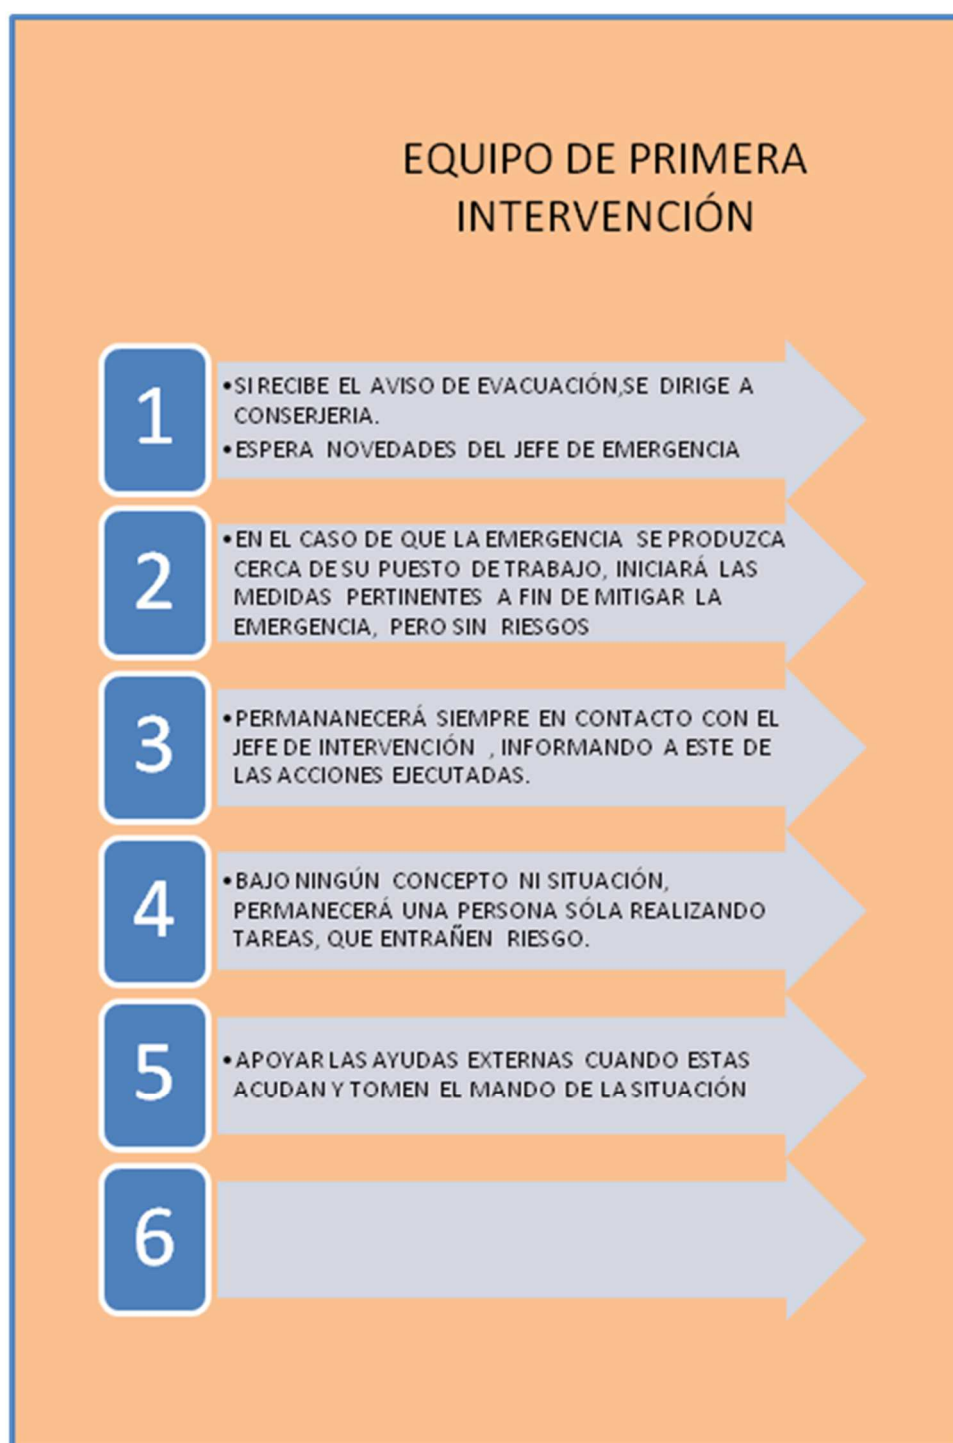 EQUIPO DE PRIMERA
INTERVENCIÓN
1
•SI RECIBE EL AVISO DE EVACUACIÓN,SE DIRIGE A
CONSERJERIA.
•ESPERA NOVEDADES DEL JEFE DE EMERGENCIA
2
•EN EL CASO DE QUE LA EMERGENCIA SE PRODUZCA
CERCA DE SU PUESTO DE TRABAJO, INICIARÁ LAS
MEDIDAS PERTINENTES A FIN DE MITIGAR LA
EMERGENCIA, PERO SIN RIESGOS
3
•PERMANANECERÁ SIEMPRE EN CONTACTO CON EL
JEFE DE INTERVENCIÓN , INFORMANDO A ESTE DE
LAS ACCIONES EJECUTADAS.
4
•BAJO NINGÚN CONCEPTO NI SITUACIÓN,
PERMANECERÁ UNA PERSONA SÓLA REALIZANDO
TAREAS, QUE ENTRAÑEN RIESGO.
5
•APOYAR LAS AYUDAS EXTERNAS CUANDO ESTAS
ACUDAN Y TOMEN EL MANDO DE LA SITUACIÓN
6